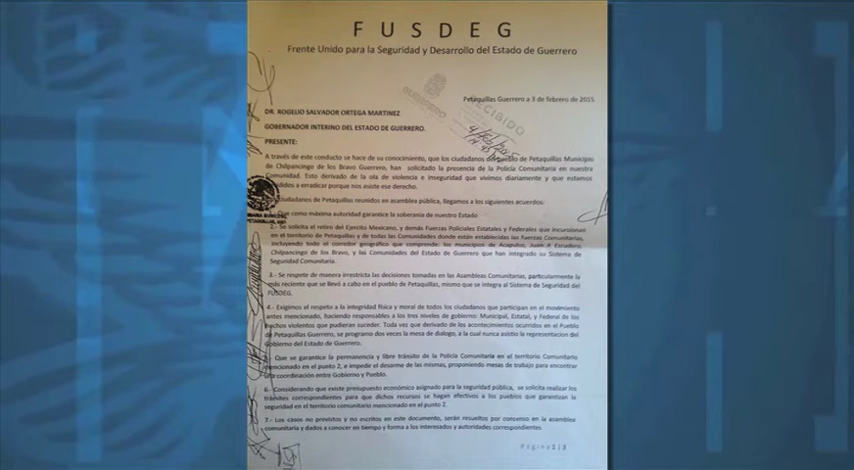 FUSDEG
Frente Unido para la Seguridad y Desarrollo del Estado de Guerrero
Petaquillas Guerrero a 3 de febrero de 2015.
GUERRERO
RECIBIDO
DR. ROGELIO SALVADOR ORTEGA MARTINEZ
GOBERNADOR INTERINO DEL ESTADO DE GUERRERO.
PRESENTE:
A través de este conducto se hace de su conocimiento, que los ciudadanos del pueblo de Petaquillas Municipio
de Chilpancingo de los Bravo Guerrero, han solicitado la presencia de la Policía Comunitaria en nuestra
Comunidad. Esto derivado de la ola de violencia e inseguridad que vivimos diariamente y que estamos
a erradicar porque nos asiste ese derecho.
Ciudadanos de Petaquillas reunidos en asamblea pública, llegamos a los siguientes acuerdos:
Que como máxima autoridad garantice la soberanía de nuestro Estado
2.- Se solicita el retiro del Ejercito Mexicano, y demás Fuerzas Policiales Estatales y Federales que incursionan
en el territorio de Petaquillas y de todas las Comunidades donde están establecidas las Fuerzas Comunitarias,
incluyendo todo el corredor geográfico que comprende: los municipios de Acapulco, Juan R Escudero,
Chilpancingo de los Bravo, y las Comunidades del Estado de Guerrero que han integrado su Sistema de
Seguridad Comunitaria.
3.- Se respete de manera irrestricta las decisiones tomadas en las Asambleas Comunitarias, particularmente la
más reciente que se llevó a cabo en el pueblo de Petaquillas, mismo que se integra al Sistema de Seguridad del
FUSDEG.
4.- Exigimos el respeto a la integridad física y moral de todos los ciudadanos que participan en el movimiento
antes mencionado, haciendo responsables a los tres niveles de gobierno: Municipal, Estatal, y Federal de los
hechos violentos que pudieran suceder. Toda vez que derivado de los acontecimientos ocurridos en el Pueblo
de Petaquillas Guerrero, se programo dos veces la mesa de dialogo, a la cual nunca asistio la representacion del
Gobierno del Estado de Guerrero.
Que se garantice la permanencia y libre tránsito de la Policía Comunitaria en el territorio Comunitario
mencionado en el punto 2, e impedir el desarme de las mismas, proponiendo mesas de trabajo para encontrar
una coordinación entre Gobierno y Pueblo.
6.- Considerando que existe presupuesto económico asignado para la seguridad pública, se solicita realizar los
trámites correspondientes para que dichos recursos se hagan efectivos a los pueblos que garantizan la
seguridad en el territorio comunitario mencionado en el punto 2
7.- Los casos no previstos y no escritos en este documento, serán resueltos por consenso en la asamblea
comunitaria y dados a conocer en tiempo y forma a los interesados y autoridades correspondientes.
Página 1|3